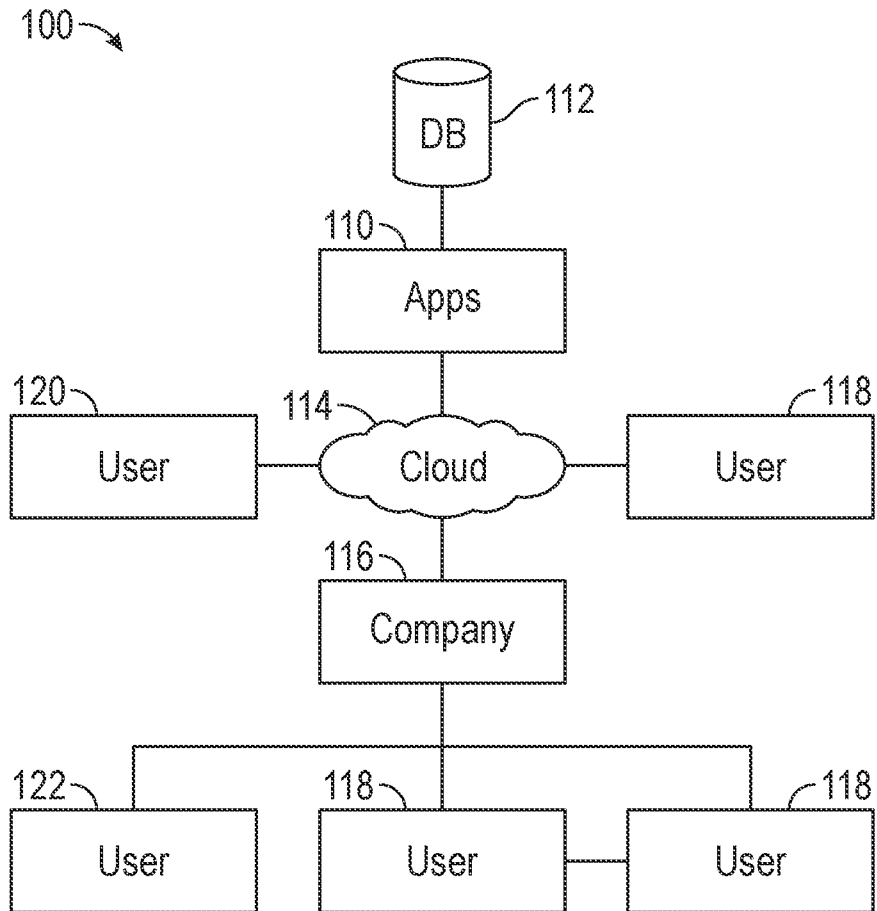 100
DB
112
110
Apps
120
114
118
User
Cloud
User
116
Company
122
118
118
User
User
User